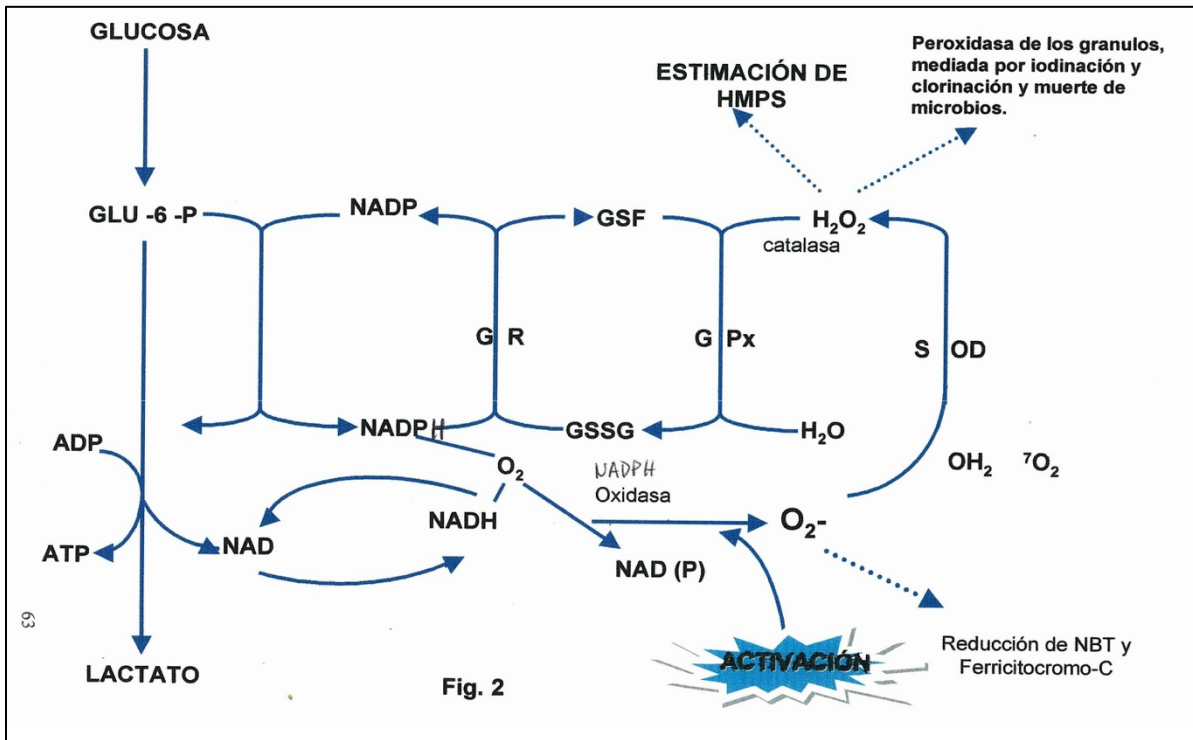 GLUCOSA
ESTIMACIÓN DE
HMPS
Peroxidasa de los granulos,
mediada por iodinación y
clorinación y muerte de
microbios.
GLU -6 -P
NADP
GSF
H₂O₂
catalasa
G R
G Px
S OD
NADPH
GSSG
H₂O
ADP
O₂
NADPH
Oxidasa
OH₂ ⁷O₂
NADH
O₂-
ATP
NAD
NAD (P)
63
LACTATO
Fig. 2
ACTIVACIÓN
Reducción de NBT y
Ferricitocromo-C